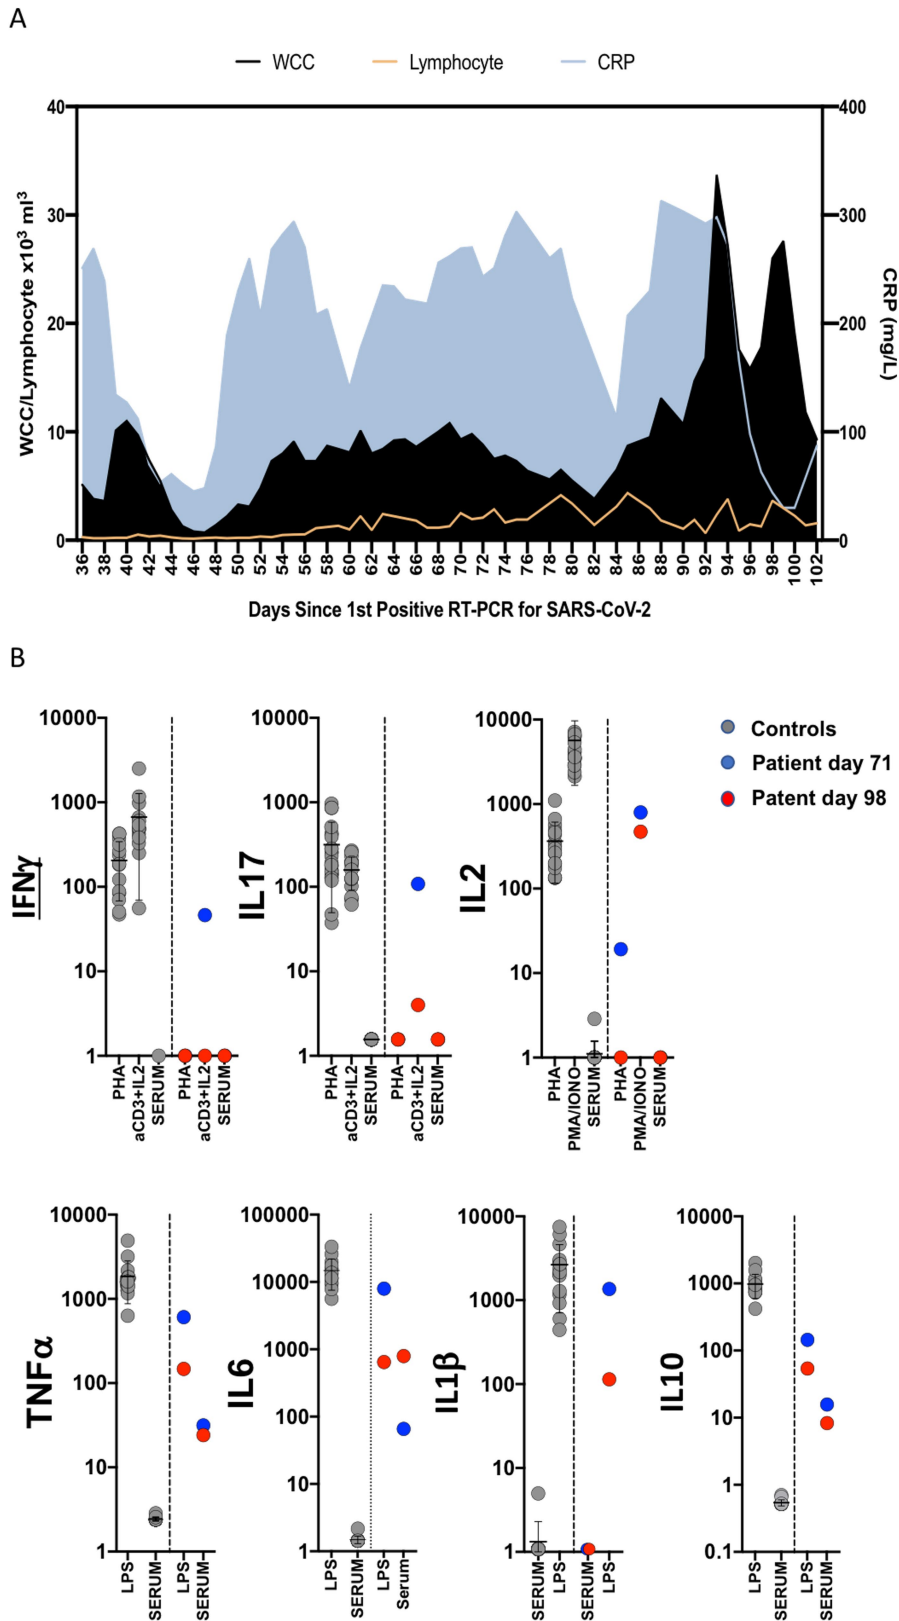 A
WCC Lymphocyte CRP
40 400
30 300
20 200
10 100
0 0
WCC/Lymphocyte x10³ ml³
CRP (mg/L)
36 38 40 42 44 46 48 50 52 54 56 58 60 62 64 66 68 70 72 74 76 78 80 82 84 86 88 90 92 94 96 98 100 102
Days Since 1st Positive RT-PCR for SARS-CoV-2
B
IFNγ
10000
1000
100
10
1
PHA aCD3+IL2 SERUM PHA aCD3+IL2 SERUM
IL17
10000
1000
100
10
1
PHA aCD3+IL2 SERUM PHA aCD3+IL2 SERUM
IL2
10000
1000
100
10
1
PHA PMA/IONO SERUM PHA PMA/IONO SERUM
Controls
Patient day 71
Patent day 98
TNFα
10000
1000
100
10
1
LPS SERUM LPS SERUM
IL6
100000
10000
1000
100
10
1
LPS SERUM LPS Serum
IL1β
10000
1000
100
10
1
SERUM LPS SERUM LPS
IL10
10000
1000
100
10
1
0.1
LPS SERUM LPS SERUM